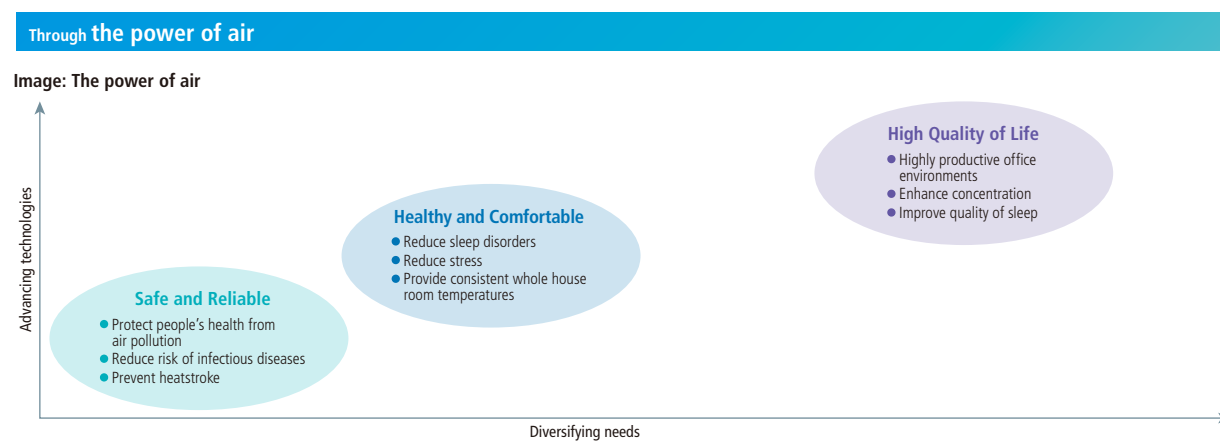 Through the power of air
Image: The power of air
Advancing technologies
High Quality of Life
● Highly productive office
environments
● Enhance concentration
● Improve quality of sleep
Healthy and Comfortable
● Reduce sleep disorders
● Reduce stress
● Provide consistent whole house
room temperatures
Safe and Reliable
● Protect people’s health from
air pollution
● Reduce risk of infectious diseases
● Prevent heatstroke
Diversifying needs